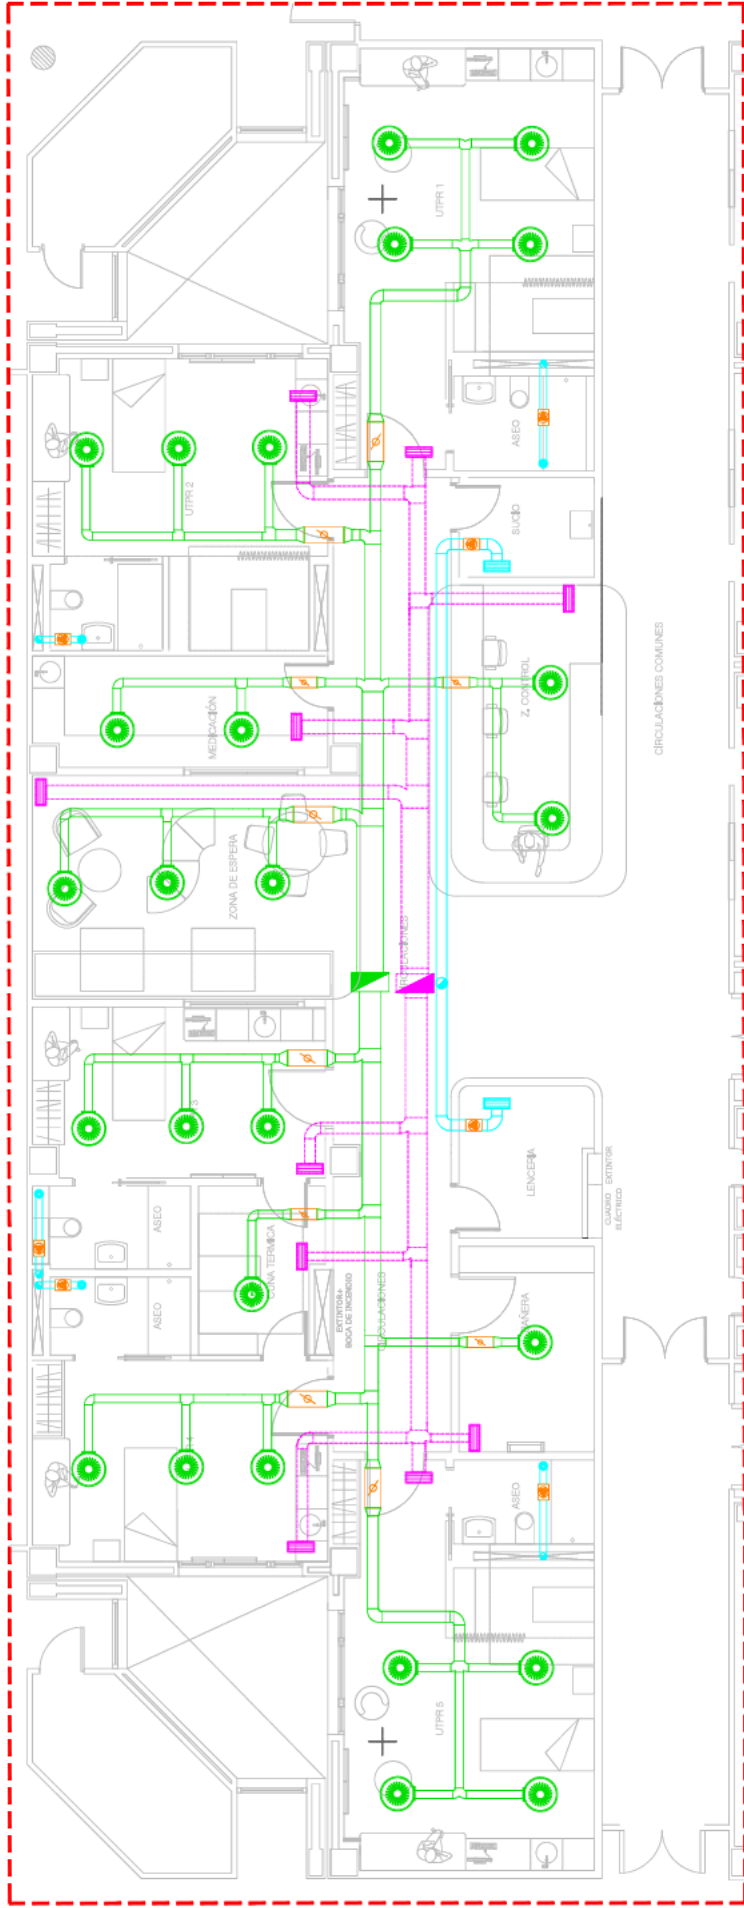 UTPR 1
ASEO
UTPR 2
SUCIO
MEDICACIÓN
Z. CONTROL
CIRCULACIONES COMUNES
ZONA DE ESPERA
LENCERÍA
CUADRO EXTINTOR
ELÉCTRICO
ASEO
CUNA TERMICA
ASEO
EXTINTOR+
BOCA DE INCENDIO
CIRCULACIONES
ASEO
UTPR 5